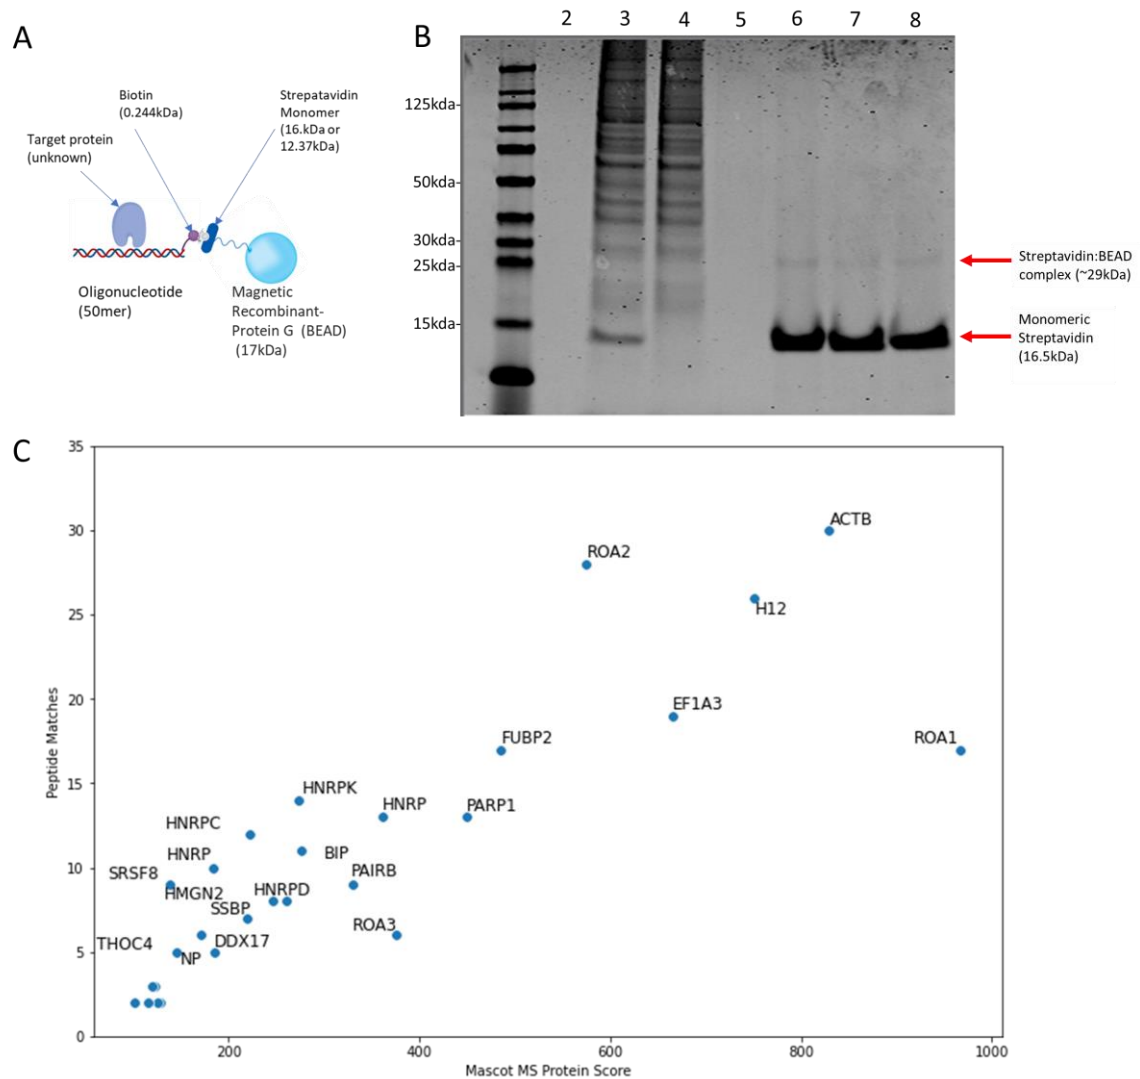 A
Biotin
(0.244kDa)
Strepatavidin
Monomer
(16.kDa or
12.37kDa)
Target protein
(unknown)
Oligonucleotide
(50mer)
Magnetic
Recombinant-
Protein G (BEAD)
(17kDa)
B
2 3 4 5 6 7 8
125kda-
50kda-
30kda-
25kda-
15kda-
Streptavidin:BEAD
complex (~29kDa)
Monomeric
Streptavidin
(16.5kDa)
C
35
30
25
20
15
10
5
0
Peptide Matches
ACTB
ROA2
H12
EF1A3
FUBP2
ROA1
HNRPK
HNRP
PARP1
HNRPC
HNRP
BIP
SRSF8
PAIRB
HMGN2
HNRPD
SSBP
ROA3
THOC4
DDX17
NP
200 400 600 800 1000
Mascot MS Protein Score